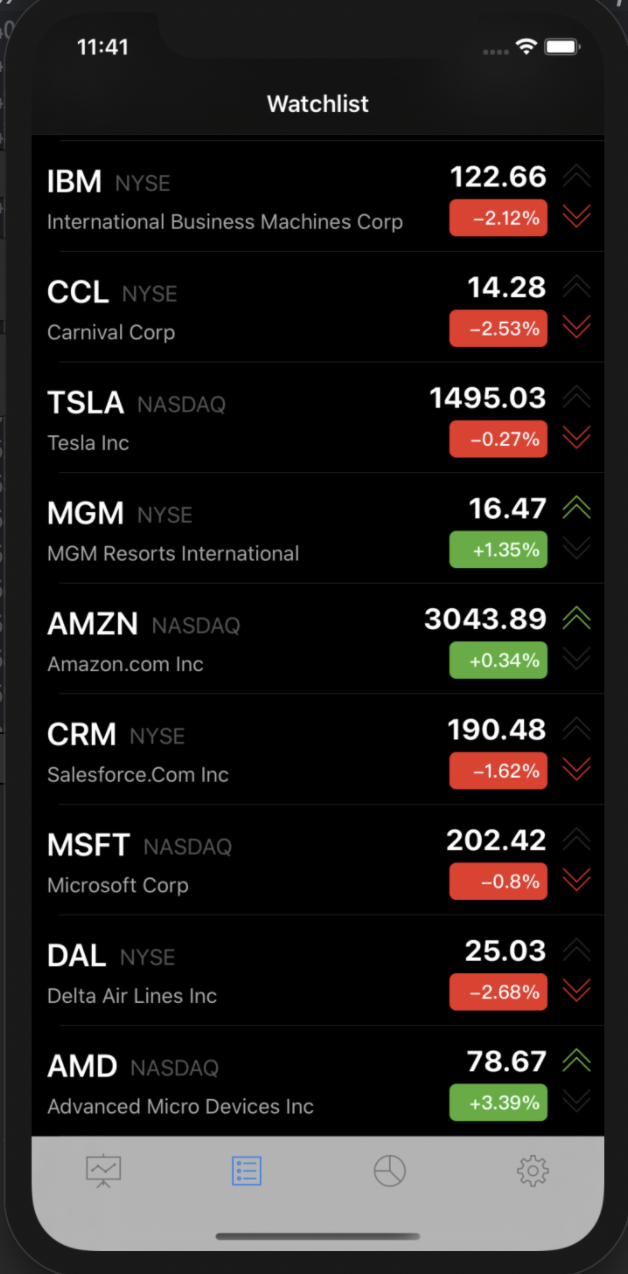 11:41
Watchlist
IBM NYSE 122.66
International Business Machines Corp −2.12%
CCL NYSE 14.28
Carnival Corp −2.53%
TSLA NASDAQ 1495.03
Tesla Inc −0.27%
MGM NYSE 16.47
MGM Resorts International +1.35%
AMZN NASDAQ 3043.89
Amazon.com Inc +0.34%
CRM NYSE 190.48
Salesforce.Com Inc −1.62%
MSFT NASDAQ 202.42
Microsoft Corp −0.8%
DAL NYSE 25.03
Delta Air Lines Inc −2.68%
AMD NASDAQ 78.67
Advanced Micro Devices Inc +3.39%